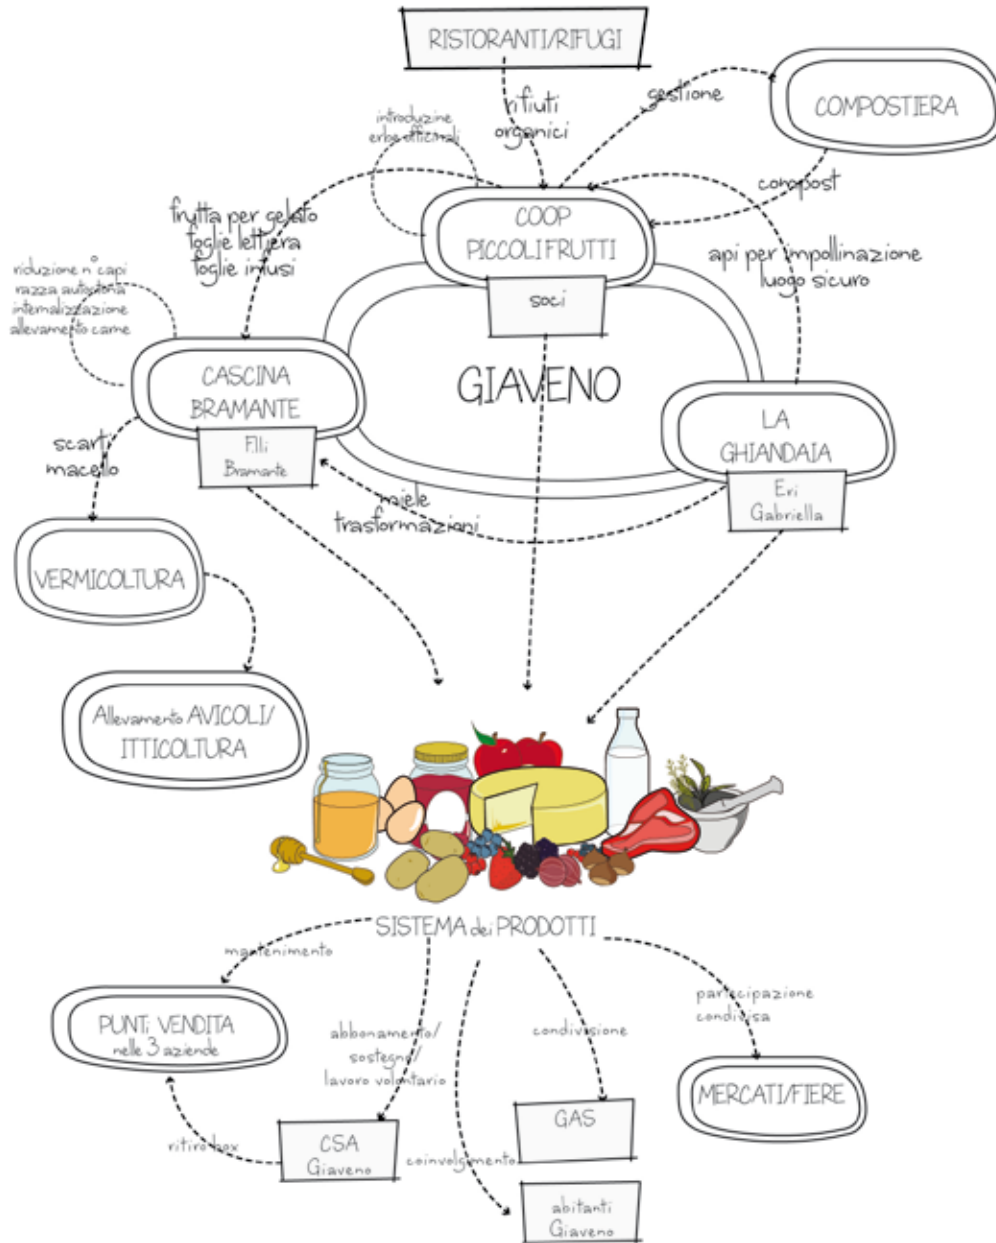 RISTORANTI/RIFUGI
rifiuti
organici
gestione
COMPOSTIERA
introduzine
erbe officinali
compost
COOP
PICCOLI FRUTTI
soci
frutta per gelato
foglie lettiera
foglie infusi
api per impollinazione
luogo sicuro
riduzione n° capi
razza autoctona
internalizzazione
allevamento carne
CASCINA
BRAMANTE
F.lli
Bramante
GIAVENO
LA
GHIANDAIA
Eri
Gabriella
scarti
macello
miele
trasformazioni
VERMICOLTURA
Allevamento AVICOLI/
ITTICOLTURA
SISTEMA dei PRODOTTI
mantenimento
PUNTi VENDITA
nelle 3 aziende
abbonamento/
sostegno/
lavoro volontario
condivisione
partecipazione
condivisa
MERCATI/FIERE
GAS
ritiro box
CSA
Giaveno
coinvolgimento
abitanti
Giaveno